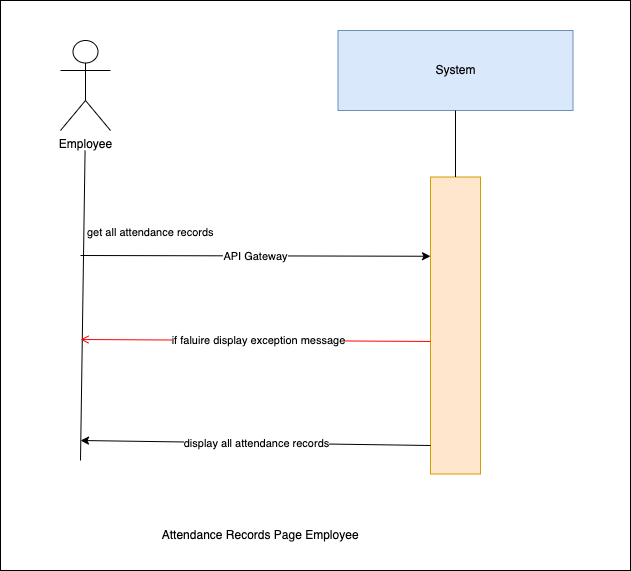 System
Employee
get all attendance records
API Gateway
if faluire display exception message
display all attendance records
Attendance Records Page Employee